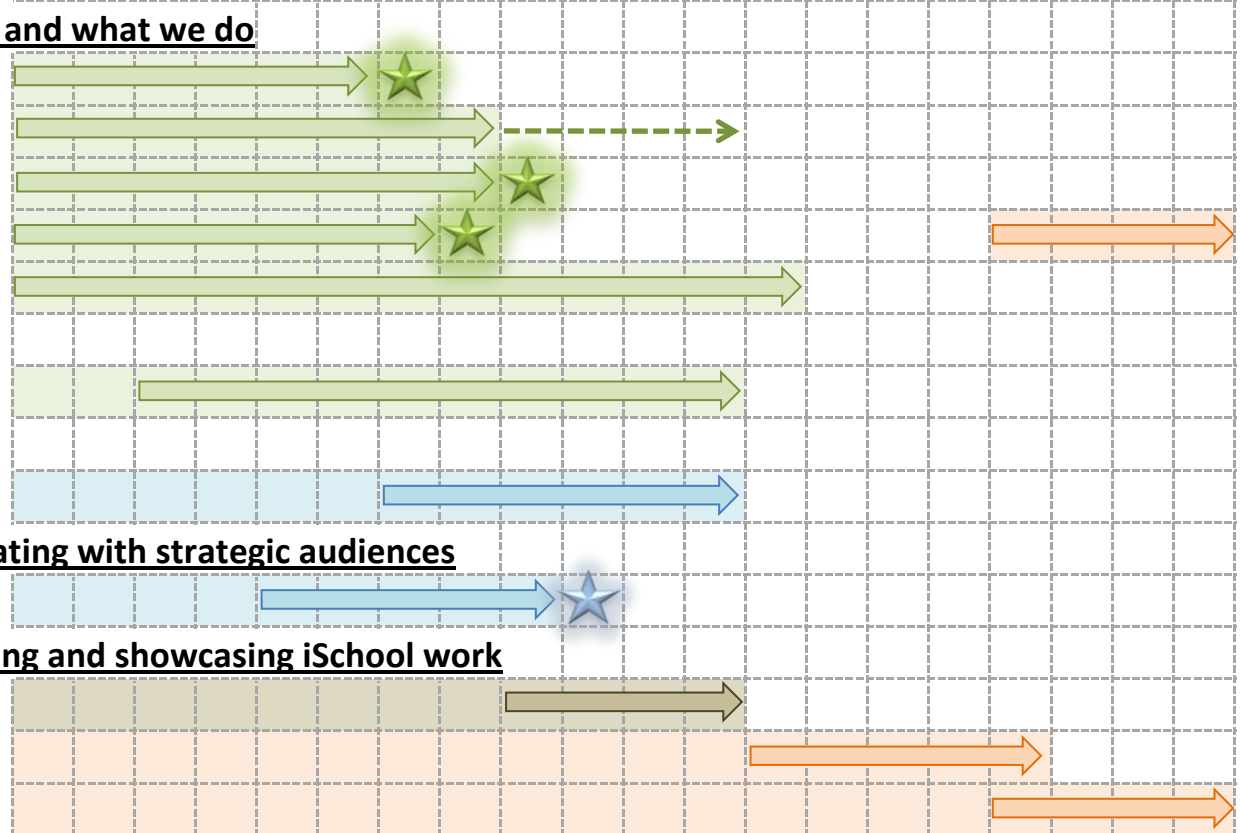 and what we do
ating with strategic audiences
ng and showcasing iSchool work